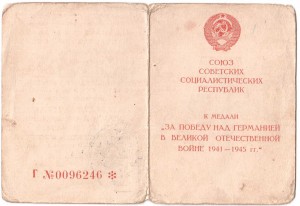 Г №0096246 ✻
СОЮЗ
СОВЕТСКИХ
СОЦИАЛИСТИЧЕСКИХ
РЕСПУБЛИК
К МЕДАЛИ
„ЗА ПОБЕДУ НАД ГЕРМАНИЕЙ
В ВЕЛИКОЙ ОТЕЧЕСТВЕННОЙ
ВОЙНЕ 1941—1945 гг.“